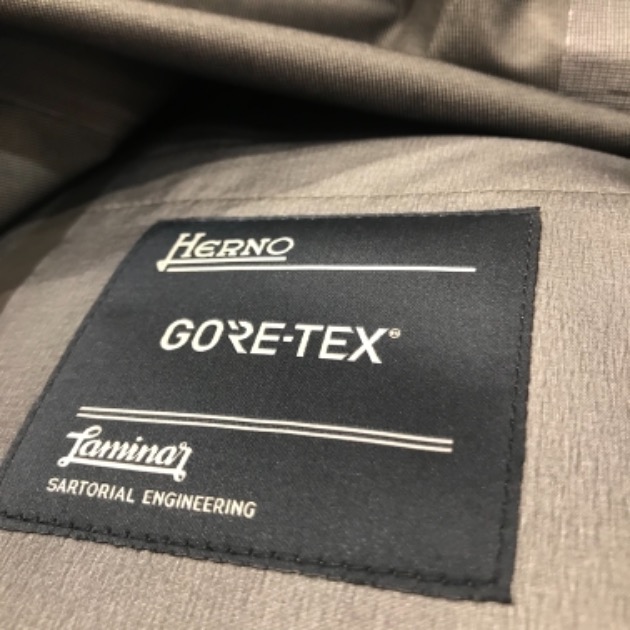 HERNO
GORE-TEX®
Laminar
SARTORIAL ENGINEERING